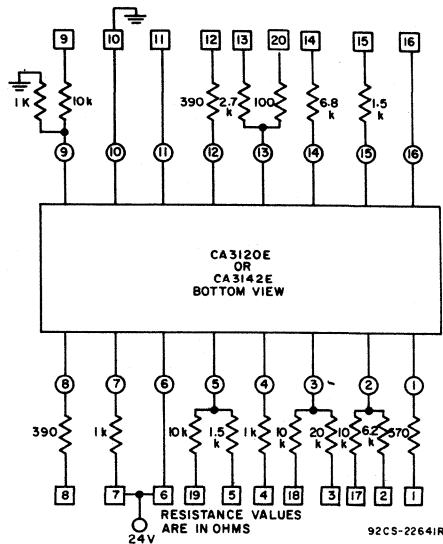 9 10 11 12 13 20 14 15 16
1K 10k 390 2.7 k 100 6.8 k 1.5 k
9 10 11 12 13 14 15 16
CA3120E
OR
CA3142E
BOTTOM VIEW
8 7 6 5 4 3 2 1
390 1k 10k 1.5 k 1k 10 k 20 k 10 k 6.2 k 370
8 7 6 19 5 4 18 3 17 2 1
24V
RESISTANCE VALUES
ARE IN OHMS
92CS-22641R